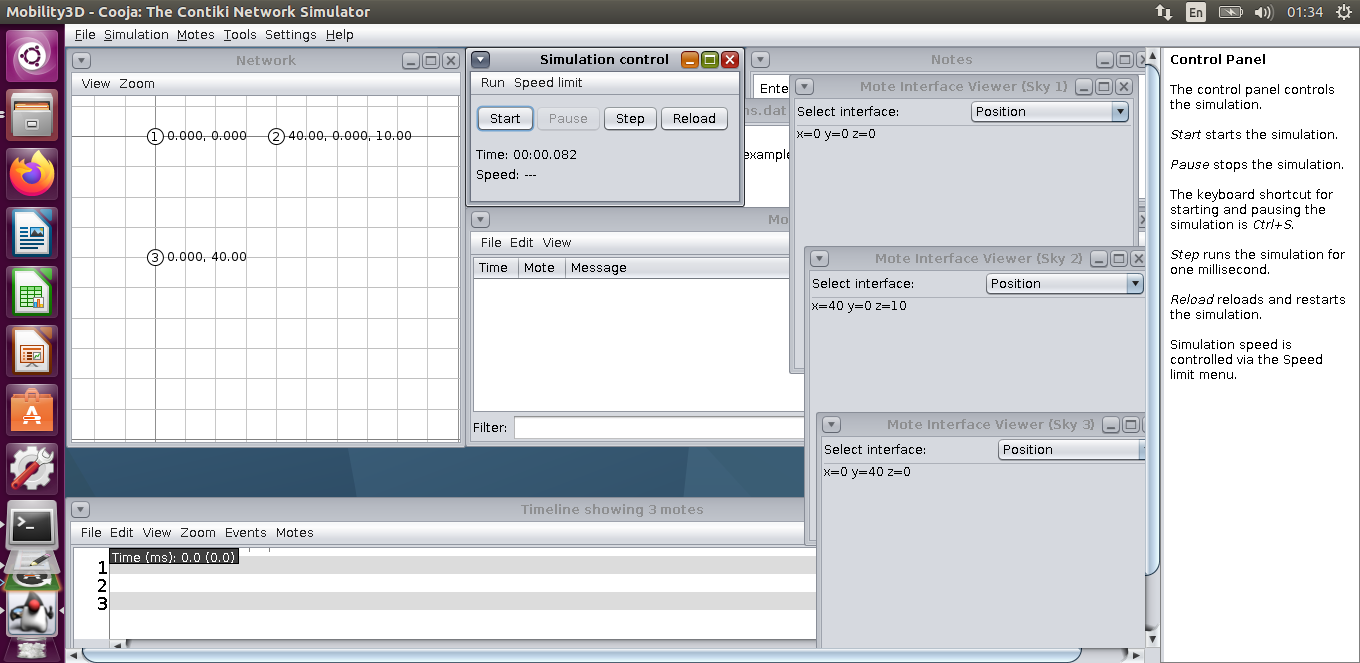 Mobility3D - Cooja: The Contiki Network Simulator
En
01:34
File Simulation Motes Tools Settings Help
Network
View Zoom
1 0.000, 0.000
2 40.00, 0.000, 10.00
3 0.000, 40.00
Simulation control
Run Speed limit
Start Pause Step Reload
Time: 00:00.082
Speed: ---
Notes
Ente
ns.dat
example
Mo
File Edit View
Time Mote Message
Filter:
Mote Interface Viewer (Sky 1)
Select interface: Position
x=0 y=0 z=0
Mote Interface Viewer (Sky 2)
Select interface: Position
x=40 y=0 z=10
Mote Interface Viewer (Sky 3)
Select interface: Position
x=0 y=40 z=0
Timeline showing 3 motes
File Edit View Zoom Events Motes
Time (ms): 0.0 (0.0)
1
2
3
Control Panel
The control panel controls
the simulation.
Start starts the simulation.
Pause stops the simulation.
The keyboard shortcut for
starting and pausing the
simulation is Ctrl+S.
Step runs the simulation for
one millisecond.
Reload reloads and restarts
the simulation.
Simulation speed is
controlled via the Speed
limit menu.